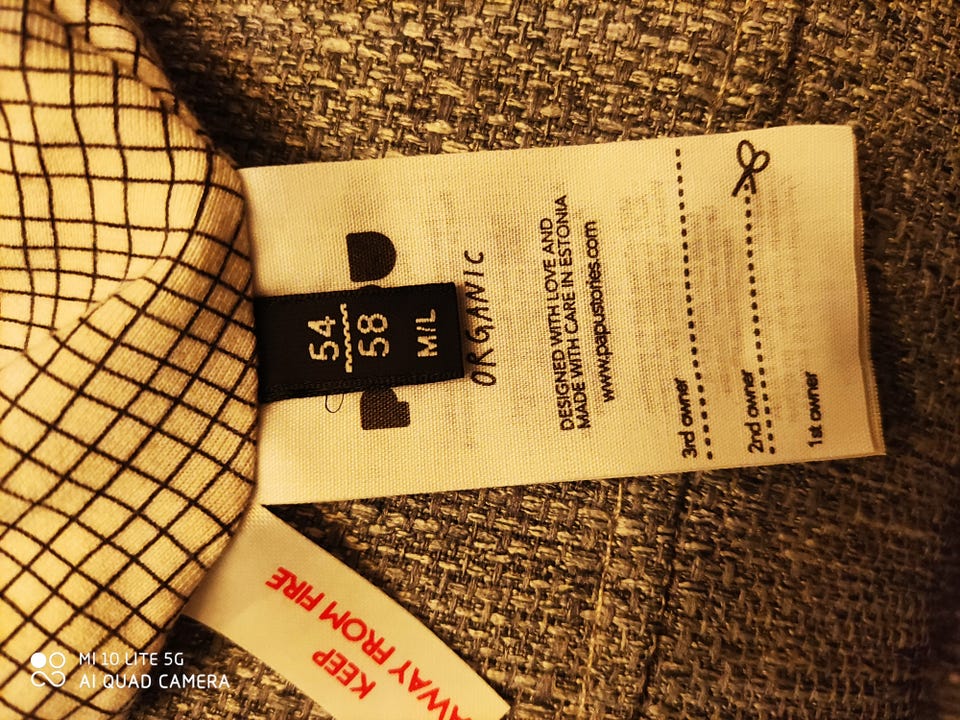 54
58
M/L
ORGANIC
DESIGNED WITH LOVE AND
MADE WITH CARE IN ESTONIA
www.papustories.com
3rd owner
2nd owner
1st owner
KEEP
AWAY FROM FIRE
MI 10 LITE 5G
AI QUAD CAMERA